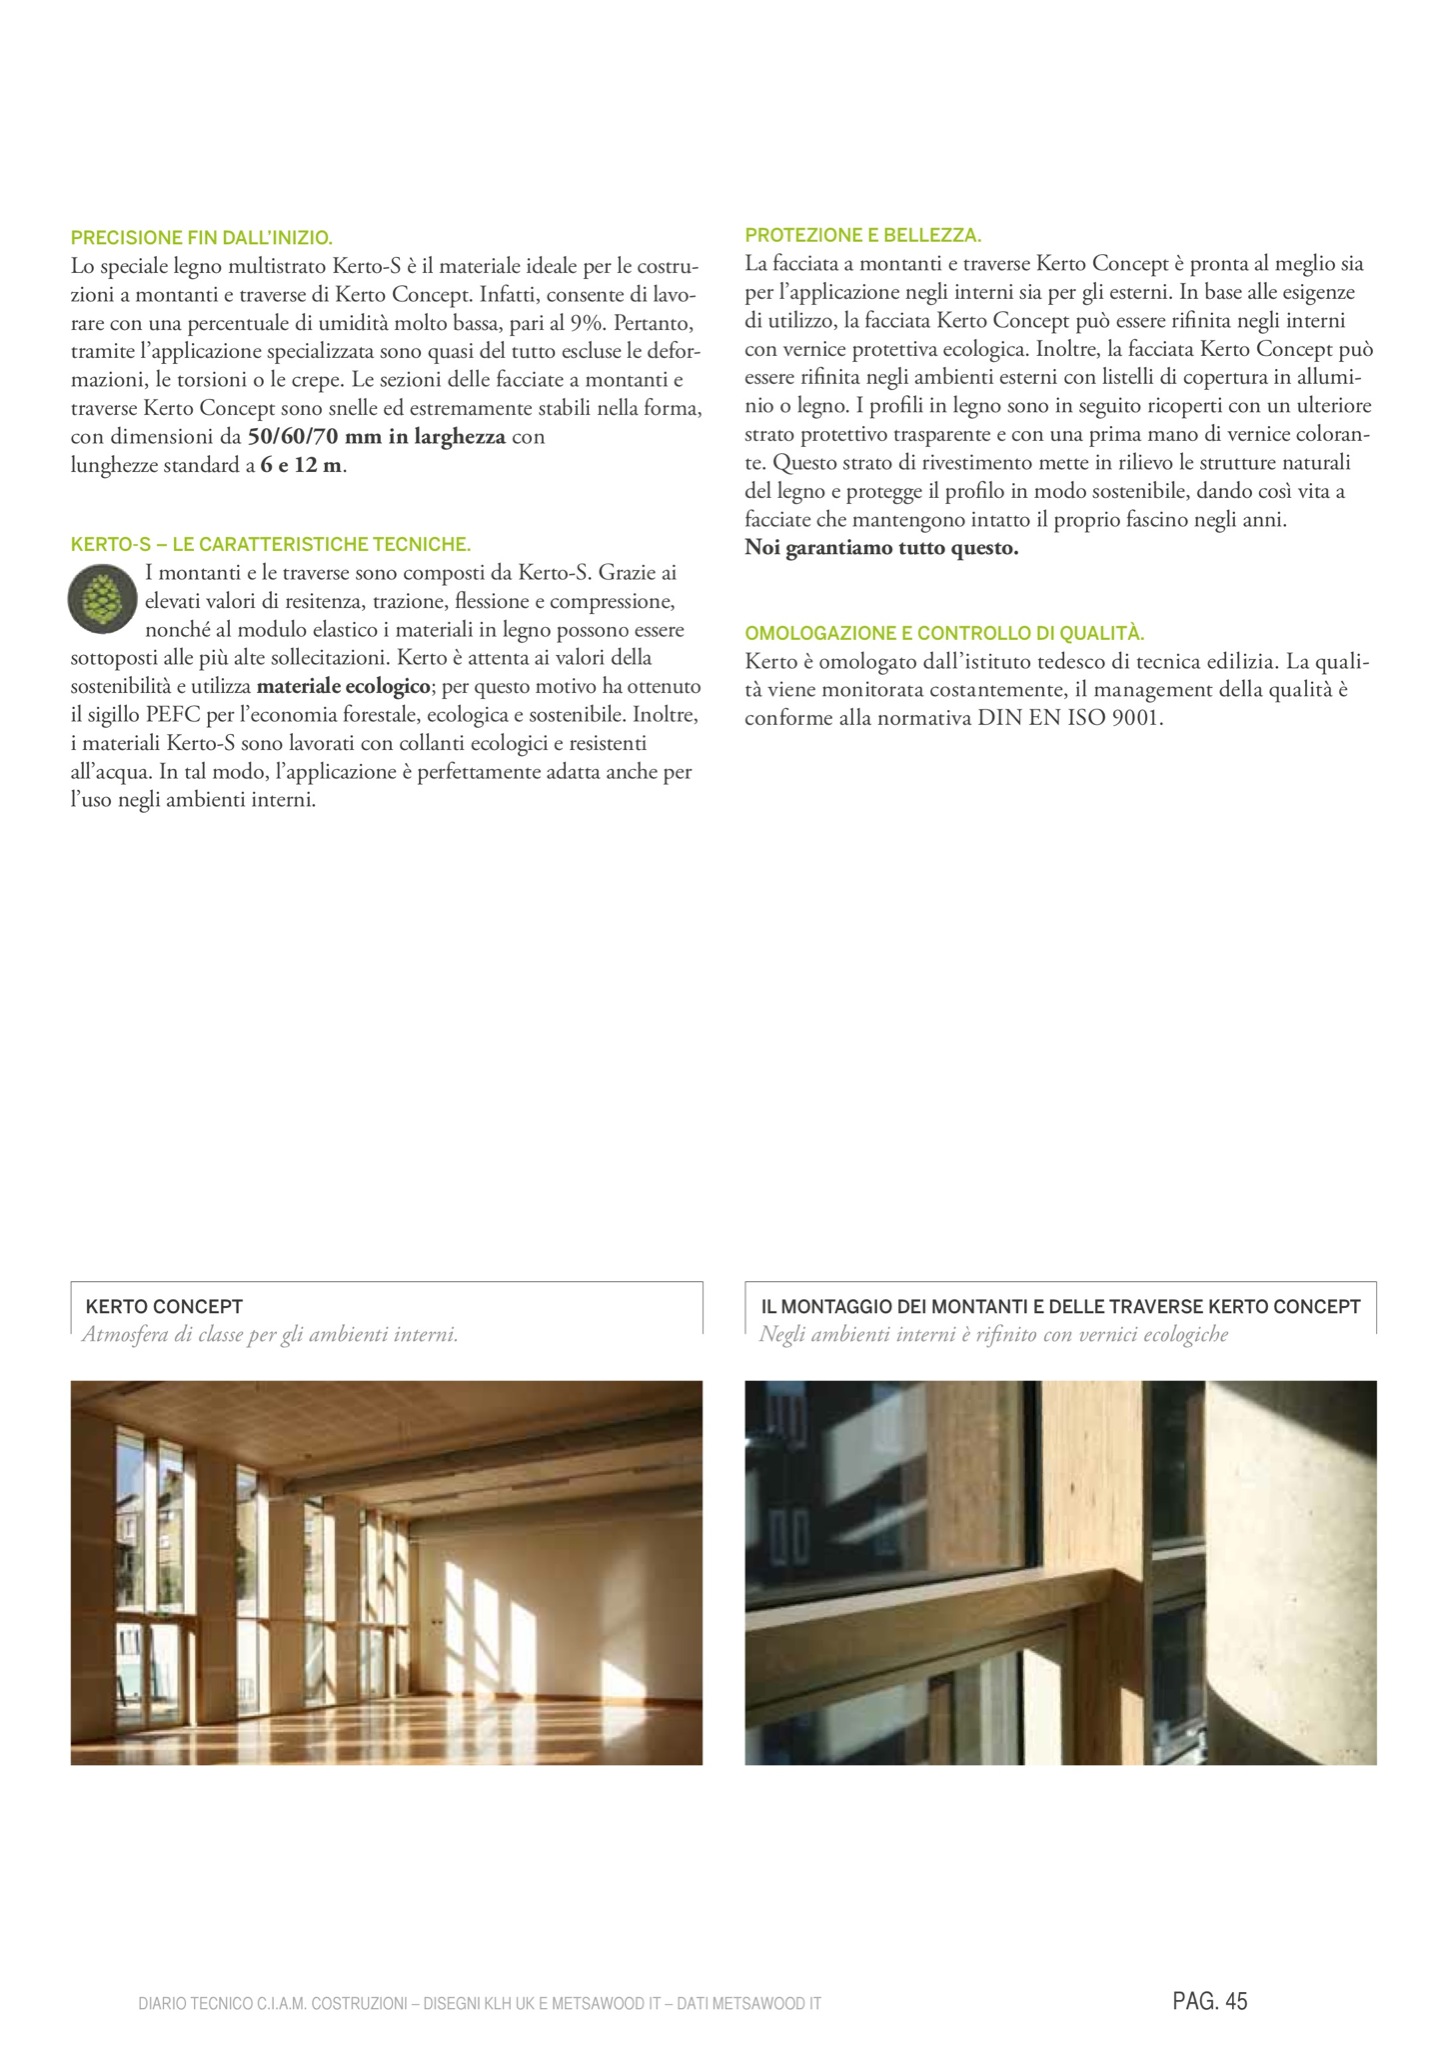 PRECISIONE FIN DALL'INIZIO.
Lo speciale legno multistrato Kerto-S è il materiale ideale per le costru-
zioni a montanti e traverse di Kerto Concept. Infatti, consente di lavo-
rare con una percentuale di umidità molto bassa, pari al 9%. Pertanto,
tramite l'applicazione specializzata sono quasi del tutto escluse le defor-
mazioni, le torsioni o le crepe. Le sezioni delle facciate a montanti e
traverse Kerto Concept sono snelle ed estremamente stabili nella forma,
con dimensioni da 50/60/70 mm in larghezza con
lunghezze standard a 6 e 12 m.
KERTO-S – LE CARATTERISTICHE TECNICHE.
I montanti e le traverse sono composti da Kerto-S. Grazie ai
elevati valori di resitenza, trazione, flessione e compressione,
nonché al modulo elastico i materiali in legno possono essere
sottoposti alle più alte sollecitazioni. Kerto è attenta ai valori della
sostenibilità e utilizza materiale ecologico; per questo motivo ha ottenuto
il sigillo PEFC per l'economia forestale, ecologica e sostenibile. Inoltre,
i materiali Kerto-S sono lavorati con collanti ecologici e resistenti
all'acqua. In tal modo, l'applicazione è perfettamente adatta anche per
l'uso negli ambienti interni.
PROTEZIONE E BELLEZZA.
La facciata a montanti e traverse Kerto Concept è pronta al meglio sia
per l'applicazione negli interni sia per gli esterni. In base alle esigenze
di utilizzo, la facciata Kerto Concept può essere rifinita negli interni
con vernice protettiva ecologica. Inoltre, la facciata Kerto Concept può
essere rifinita negli ambienti esterni con listelli di copertura in allumi-
nio o legno. I profili in legno sono in seguito ricoperti con un ulteriore
strato protettivo trasparente e con una prima mano di vernice coloran-
te. Questo strato di rivestimento mette in rilievo le strutture naturali
del legno e protegge il profilo in modo sostenibile, dando così vita a
facciate che mantengono intatto il proprio fascino negli anni.
Noi garantiamo tutto questo.
OMOLOGAZIONE E CONTROLLO DI QUALITÀ.
Kerto è omologato dall'istituto tedesco di tecnica edilizia. La quali-
tà viene monitorata costantemente, il management della qualità è
conforme alla normativa DIN EN ISO 9001.
KERTO CONCEPT
Atmosfera di classe per gli ambienti interni.
IL MONTAGGIO DEI MONTANTI E DELLE TRAVERSE KERTO CONCEPT
Negli ambienti interni è rifinito con vernici ecologiche
DIARIO TECNICO C.I.A.M. COSTRUZIONI – DISEGNI KLH UK E METSAWOOD IT – DATI METSAWOOD IT
PAG. 45